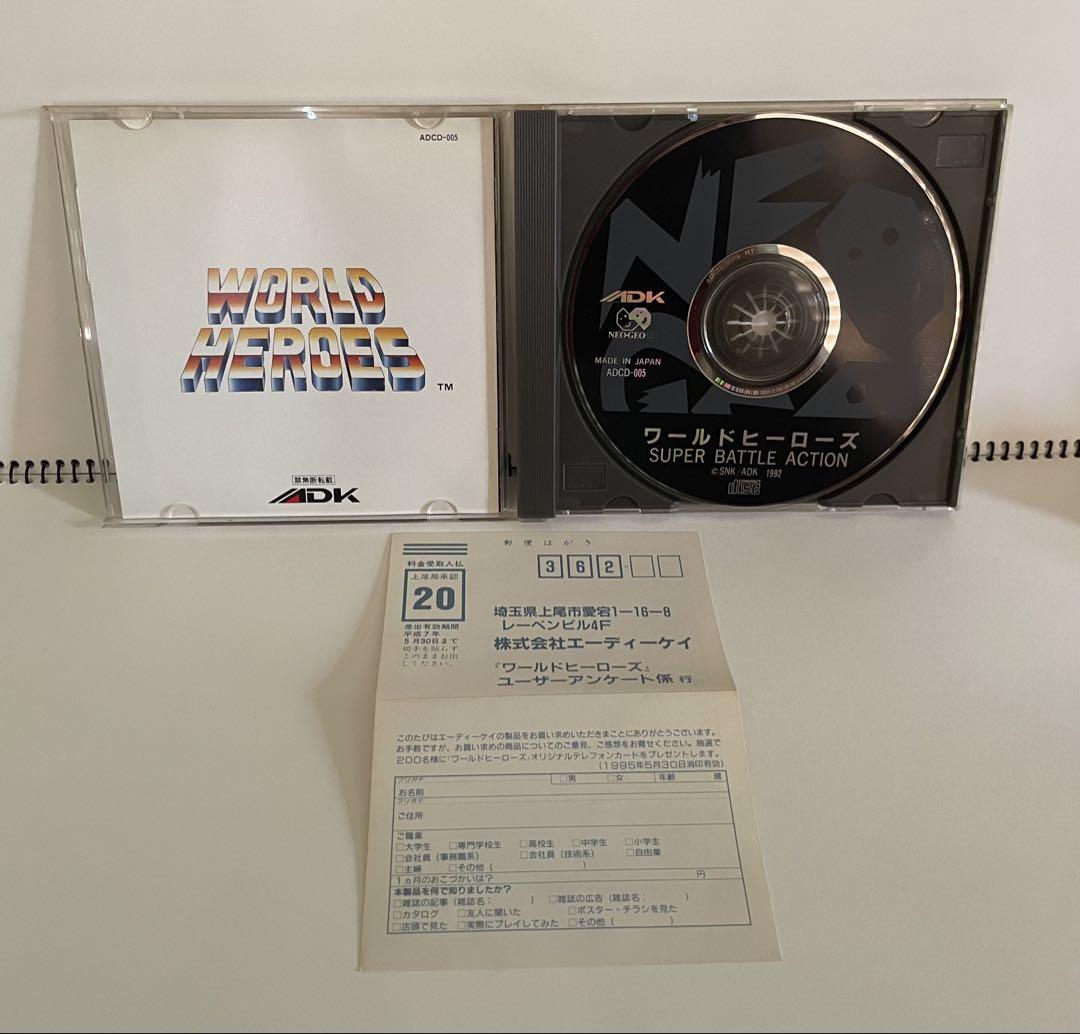 ADCD-005
WORLD
HEROES
TM
禁無断転載
ADK
NEO
GEO
ADK
NEO•GEO
MADE IN JAPAN
ADCD-005
ワールドヒーローズ
SUPER BATTLE ACTION
©SNK/ADK 1992
COMPACT
disc
郵便はがき
料金受取人払
上尾局承認
20
差出有効期間
平成7年
5月30日まで
切手を貼らず
このままお出
しください。
362-
埼玉県上尾市愛宕1-16-8
レーベンビル4F
株式会社エーディーケイ
『ワールドヒーローズ』
ユーザーアンケート係 行
このたびはエーディーケイの製品をお買い求めいただきまことにありがとうございます。
お手数ですが、お買い求めの商品についてのご意見、ご感想をお寄せください。抽選で
200名様に「ワールドヒーローズ」オリジナルテレフォンカードをプレゼントします。
(1995年5月30日消印有効)
フリガナ
□男 □女 年齢 歳
お名前
フリガナ
ご住所
ご職業
□大学生 □専門学校生 □高校生 □中学生 □小学生
□会社員(事務職系) □会社員(技術系) □自由業
□主婦 □その他( )
1ヵ月のおこづかいは? 円
本製品を何で知りましたか?
□雑誌の記事(雑誌名: ) □雑誌の広告(雑誌名: )
□カタログ □友人に聞いた □ポスター・チラシを見た
□店頭で見た □実際にプレイしてみた □その他( )